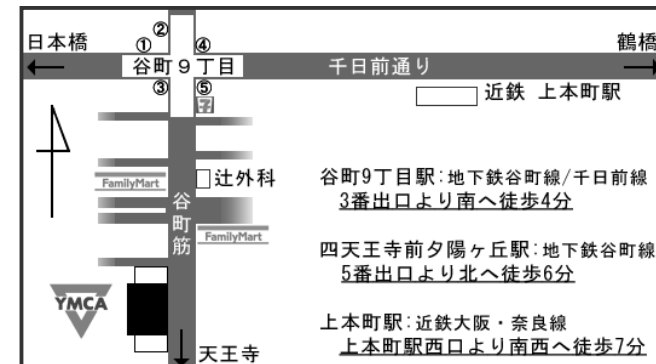 日本橋
鶴橋
①
②
④
谷町９丁目
千日前通り
③
⑤
近鉄 上本町駅
FamilyMart
辻外科
谷町筋
FamilyMart
YMCA
天王寺
谷町9丁目駅:地下鉄谷町線/千日前線
3番出口より南へ徒歩4分
四天王寺前夕陽ヶ丘駅:地下鉄谷町線
5番出口より北へ徒歩6分
上本町駅:近鉄大阪・奈良線
上本町駅西口より南西へ徒歩7分